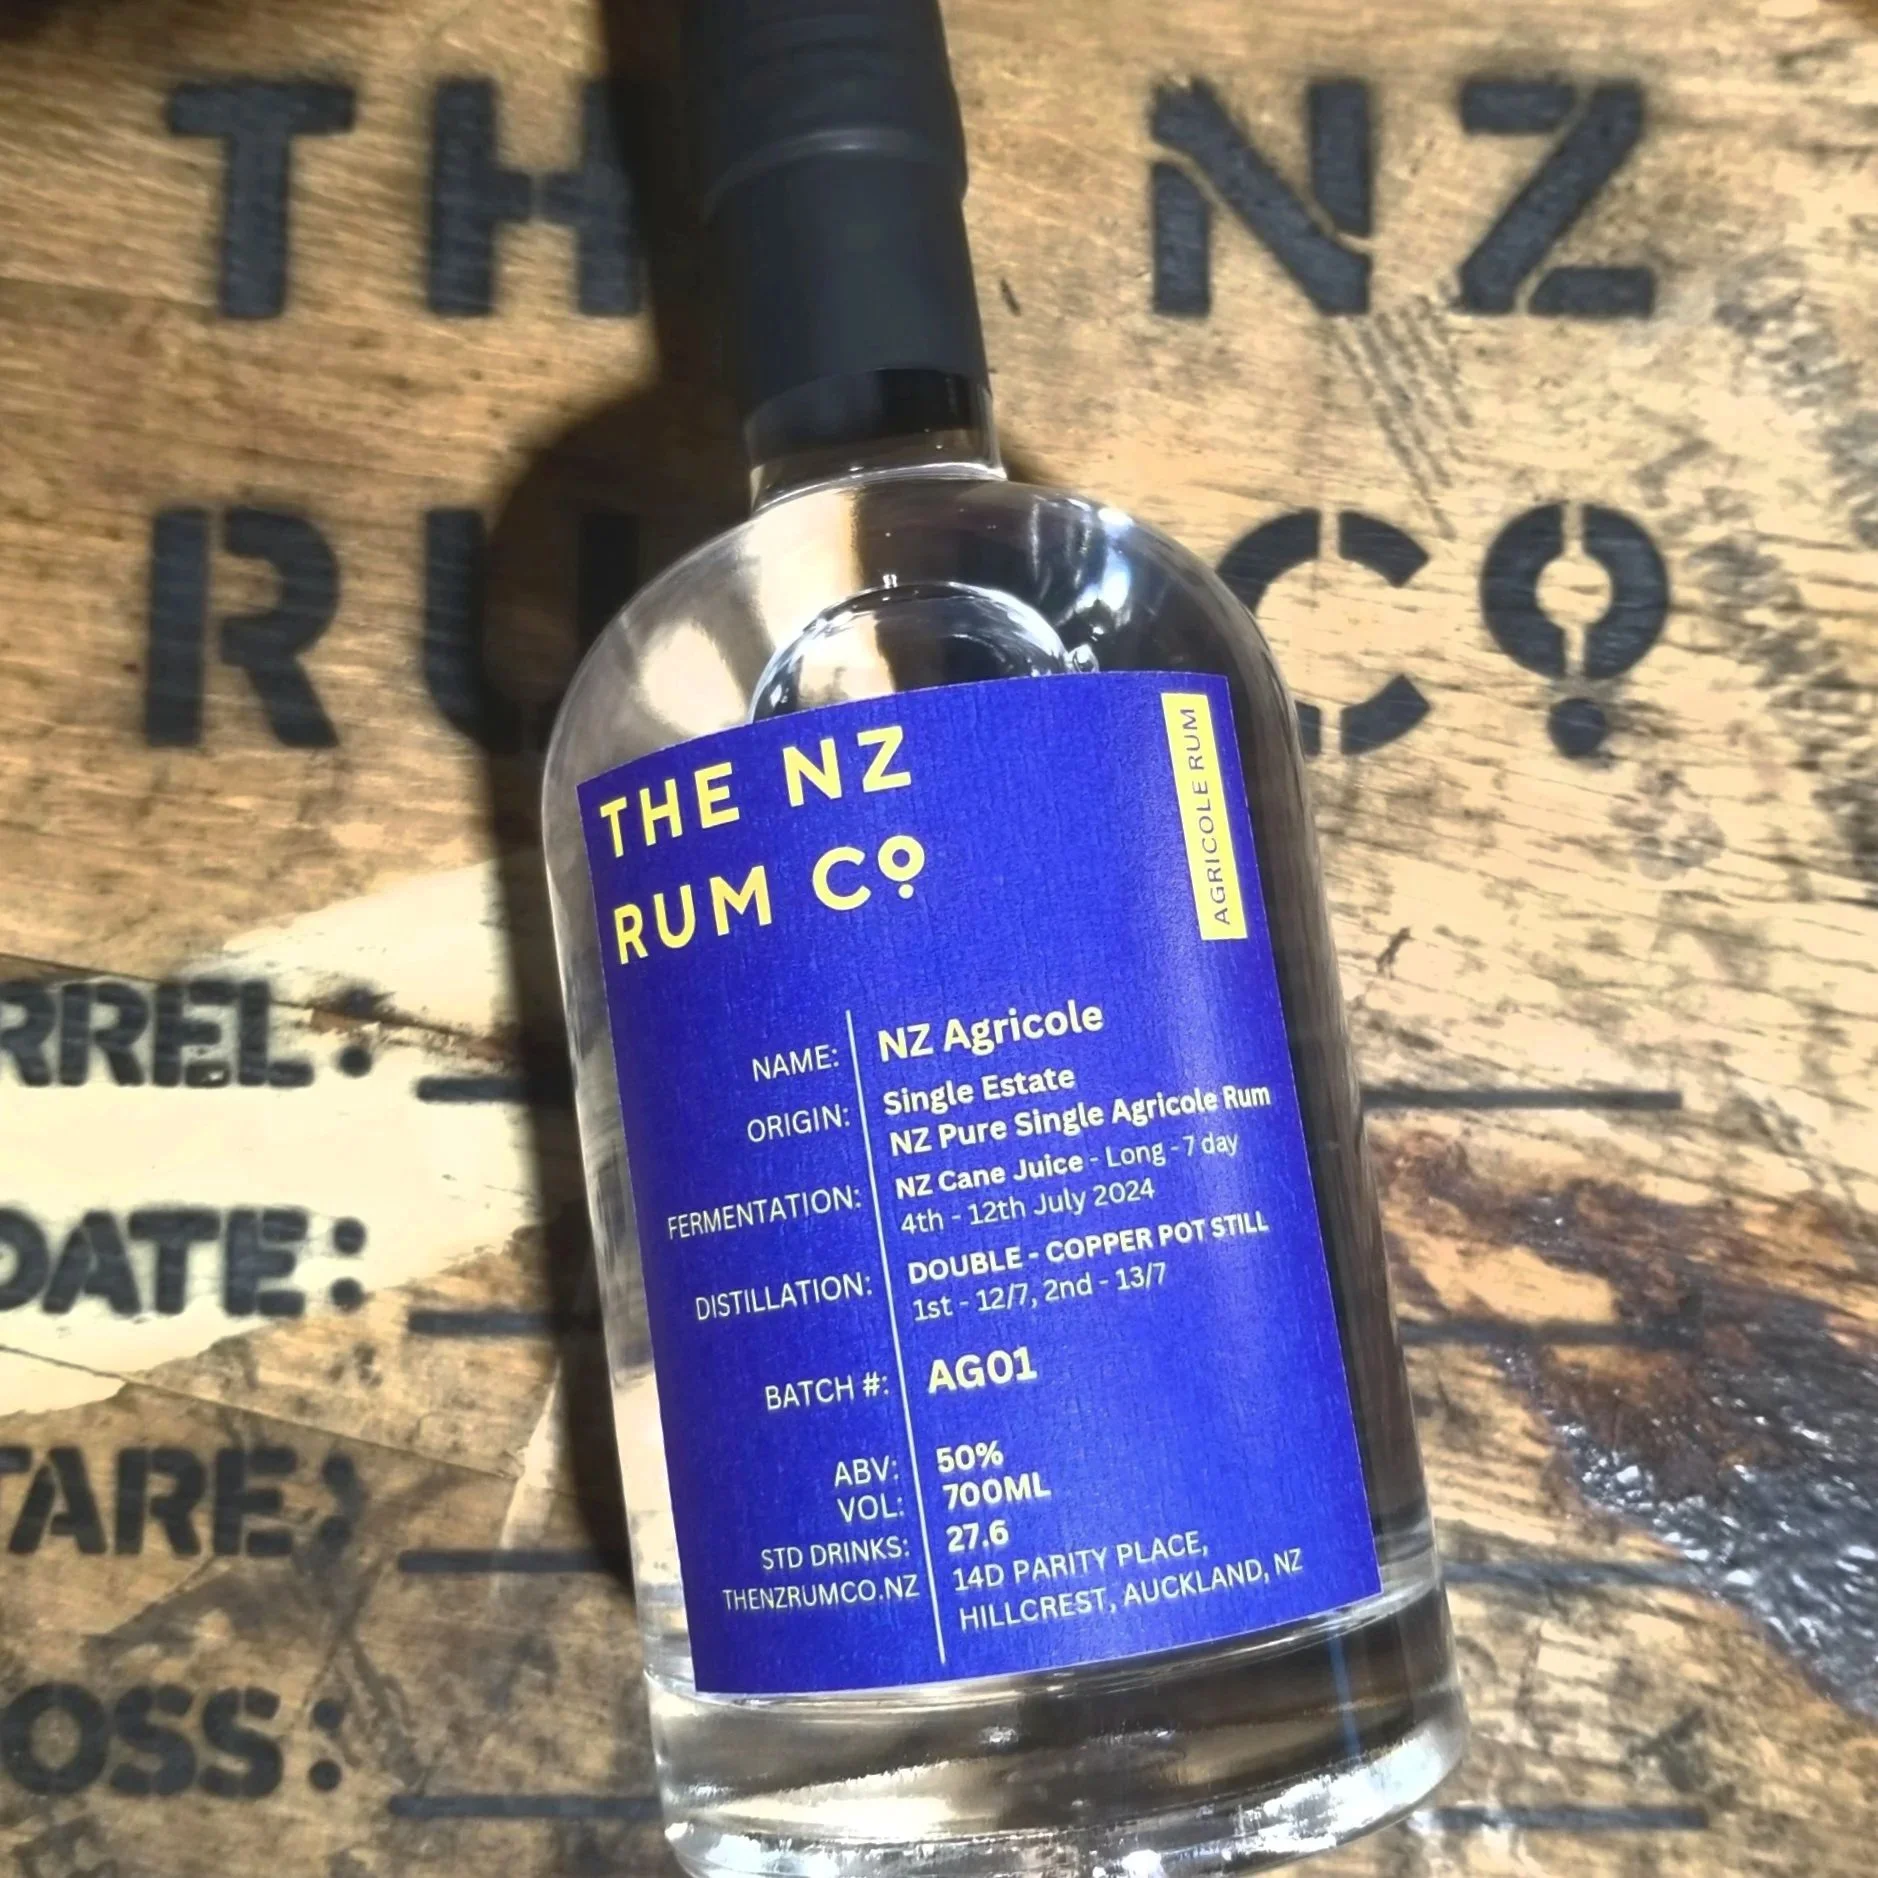 THE NZ
RUM Co
RREL:
DATE:
TARE:
OSS:
THE NZ
RUM Co
AGRICOLE RUM
NAME: NZ Agricole
ORIGIN: Single Estate
NZ Pure Single Agricole Rum
FERMENTATION: NZ Cane Juice - Long - 7 day
4th - 12th July 2024
DISTILLATION: DOUBLE - COPPER POT STILL
1st - 12/7, 2nd - 13/7
BATCH #: AG01
ABV: 50%
VOL: 700ML
STD DRINKS: 27.6
THENZRUMCO.NZ 14D PARITY PLACE,
HILLCREST, AUCKLAND, NZ